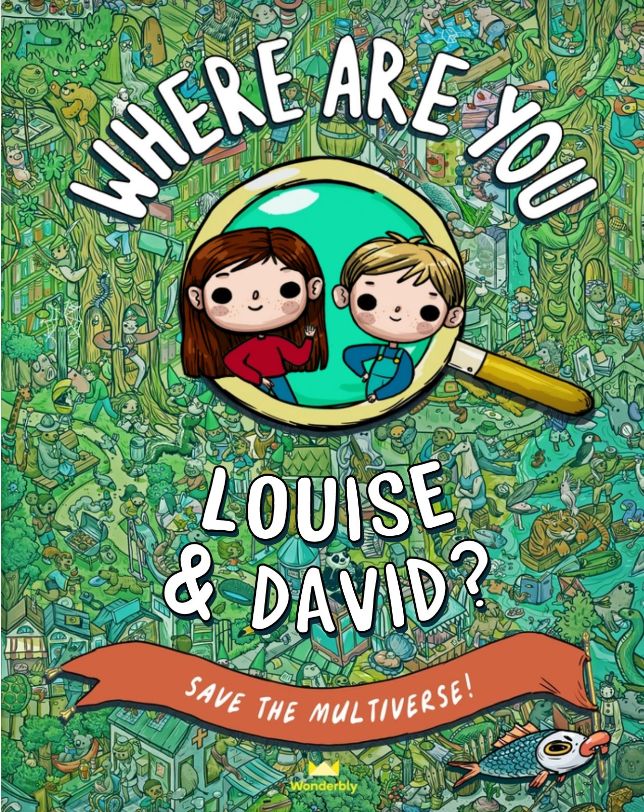 WHERE ARE YOU
LOUISE
& DAVID?
SAVE THE MULTIVERSE!
Wonderbly